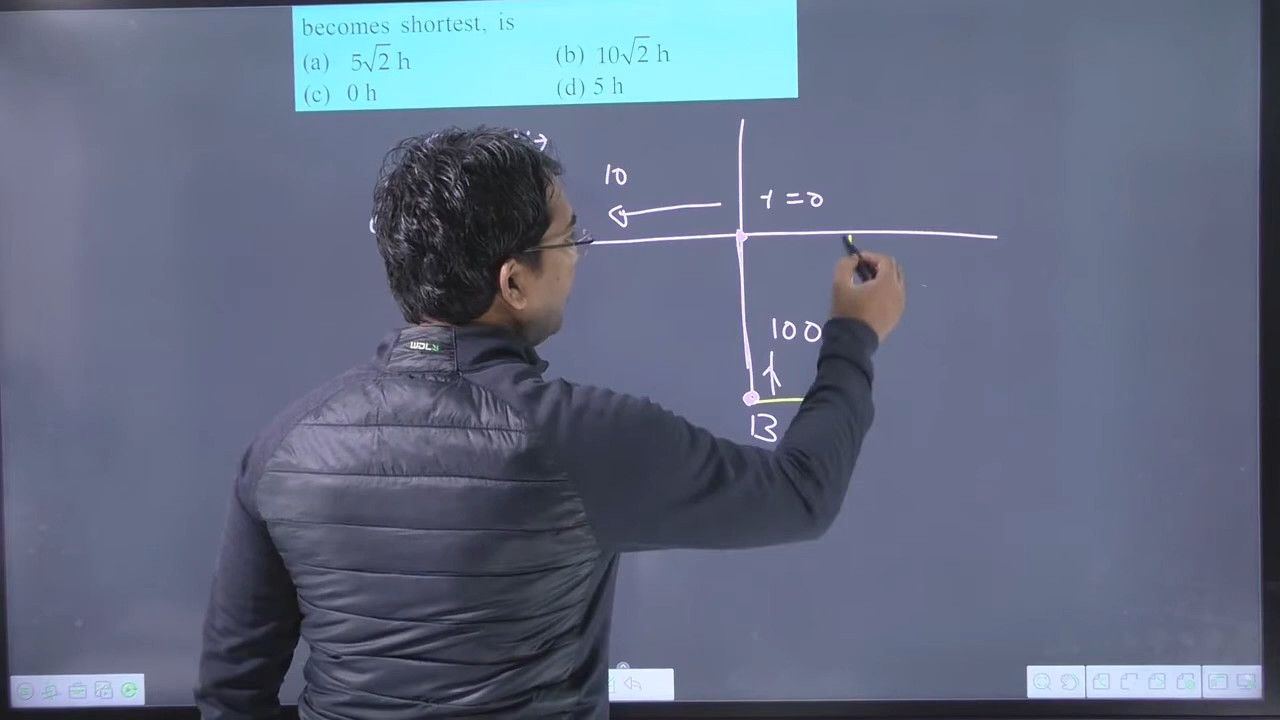 becomes shortest, is
(a) 5√2 h (b) 10√2 h
(c) 0 h (d) 5 h
10
t = 0
100
B